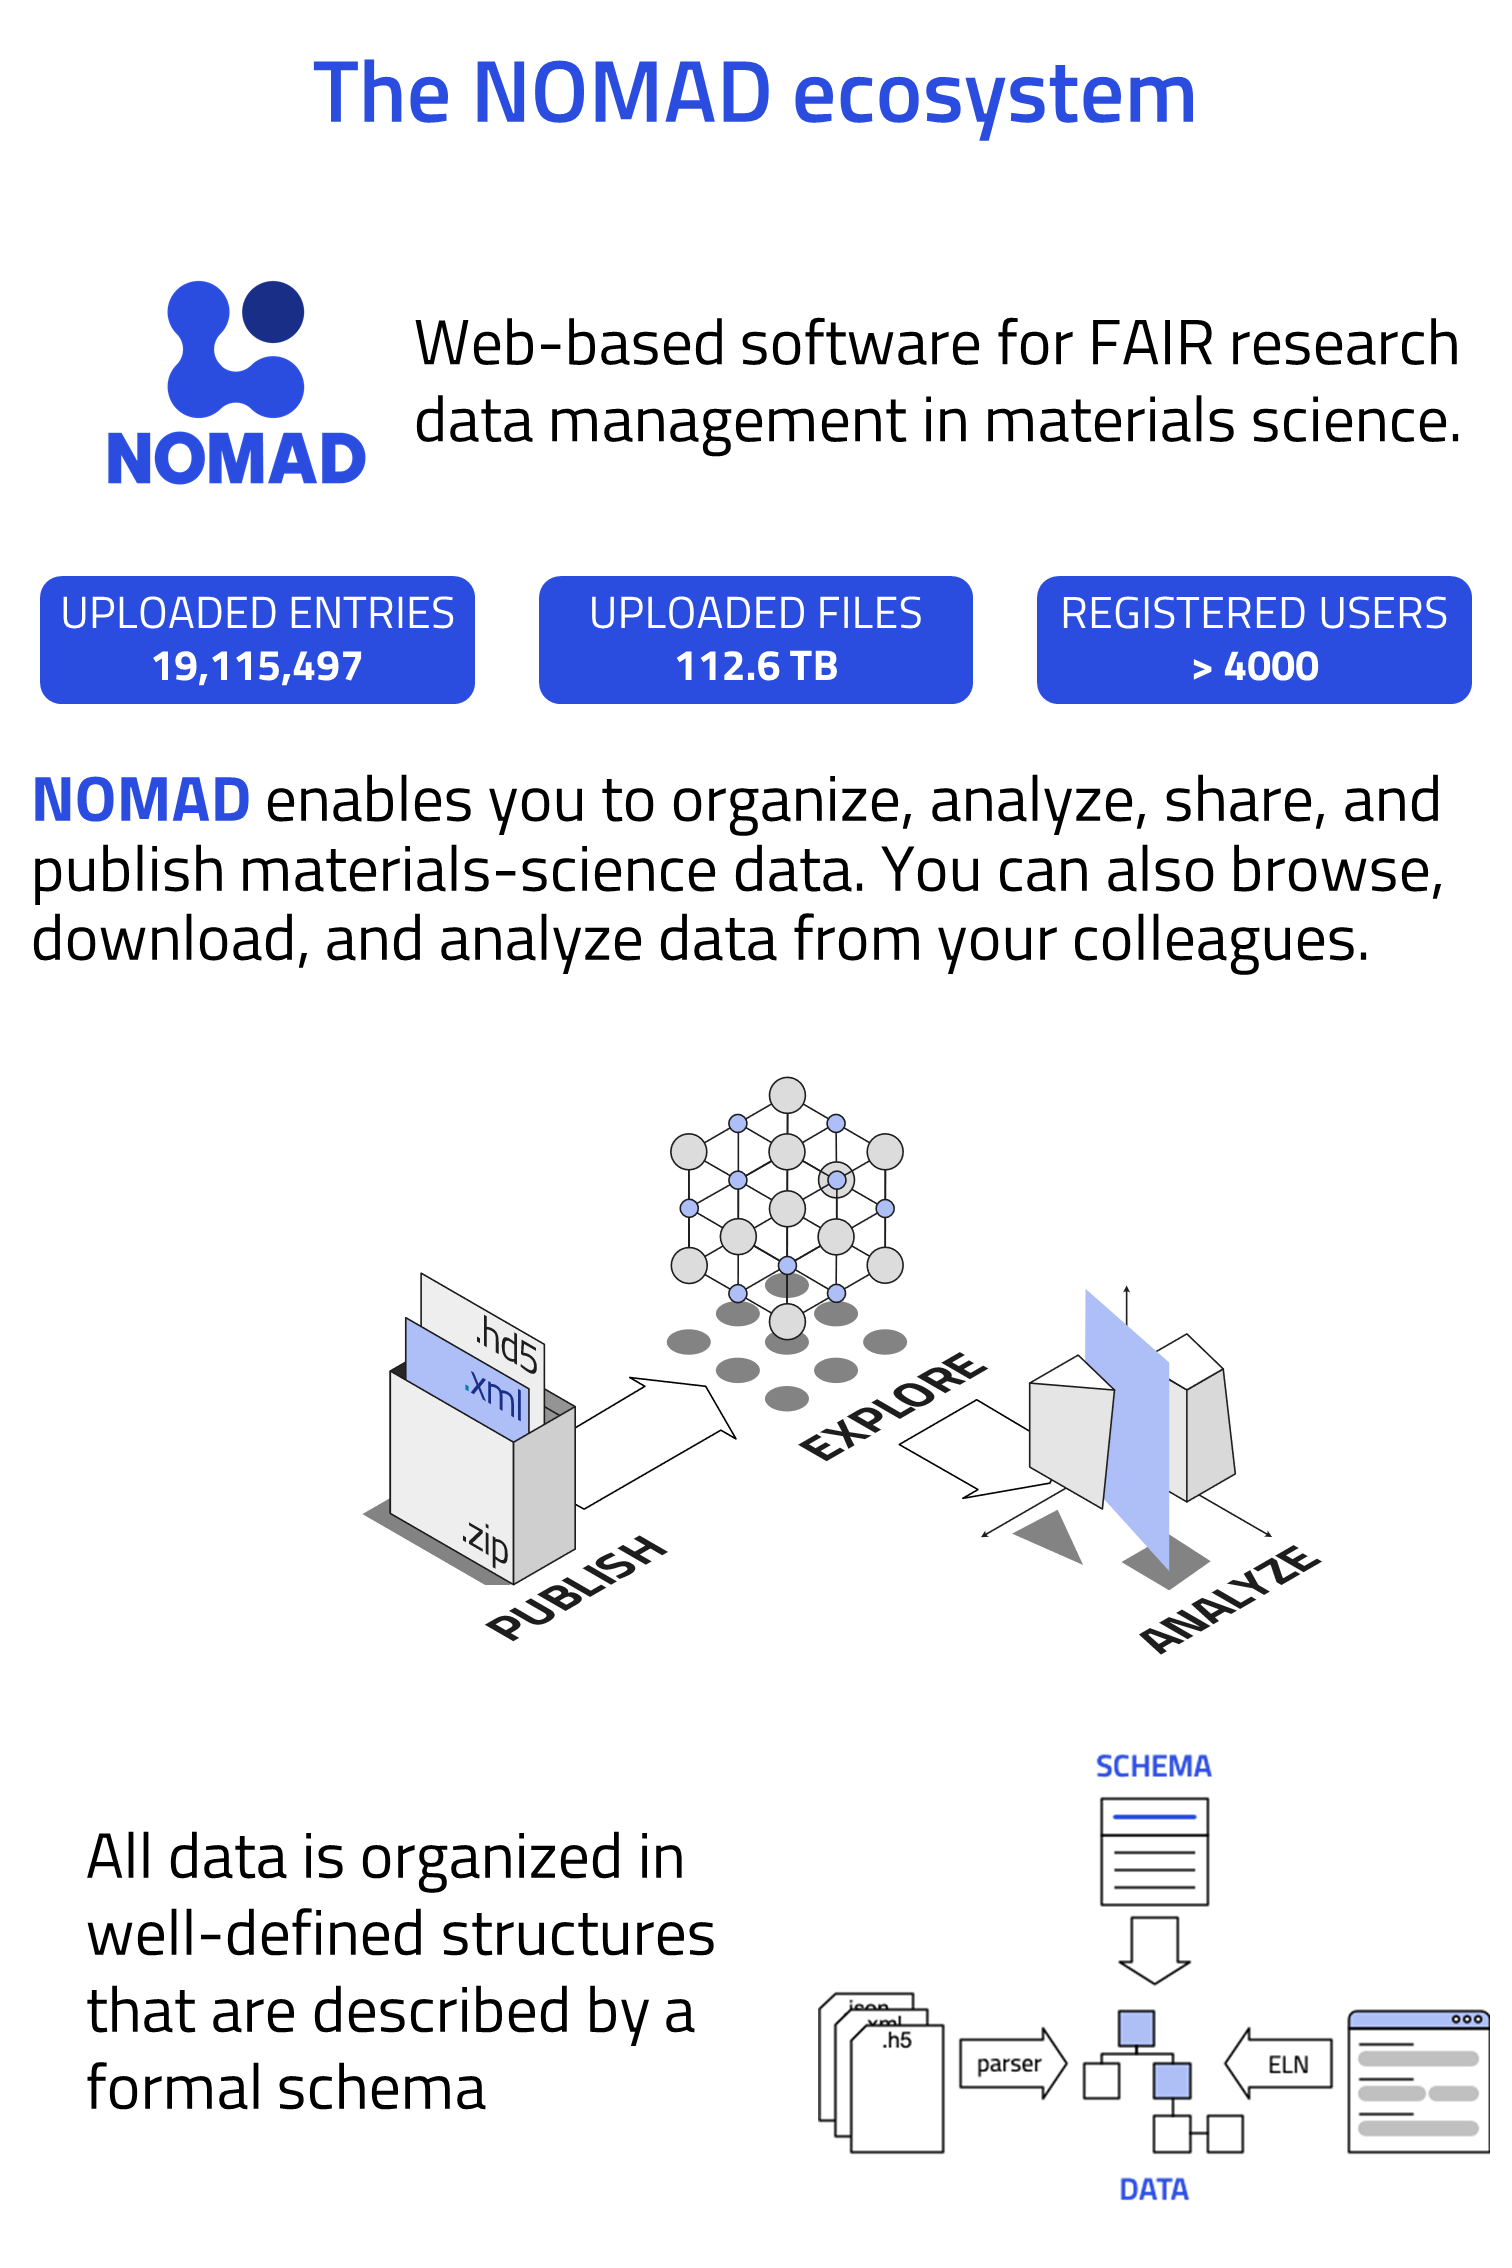 The NOMAD ecosystem
NOMAD
Web-based software for FAIR research
data management in materials science.
UPLOADED ENTRIES
19,115,497
UPLOADED FILES
112.6 TB
REGISTERED USERS
> 4000
NOMAD enables you to organize, analyze, share, and
publish materials-science data. You can also browse,
download, and analyze data from your colleagues.
.hd5
.xml
.zip
PUBLISH
EXPLORE
ANALYZE
All data is organized in
well-defined structures
that are described by a
formal schema
SCHEMA
json
.xml
.h5
parser
ELN
DATA